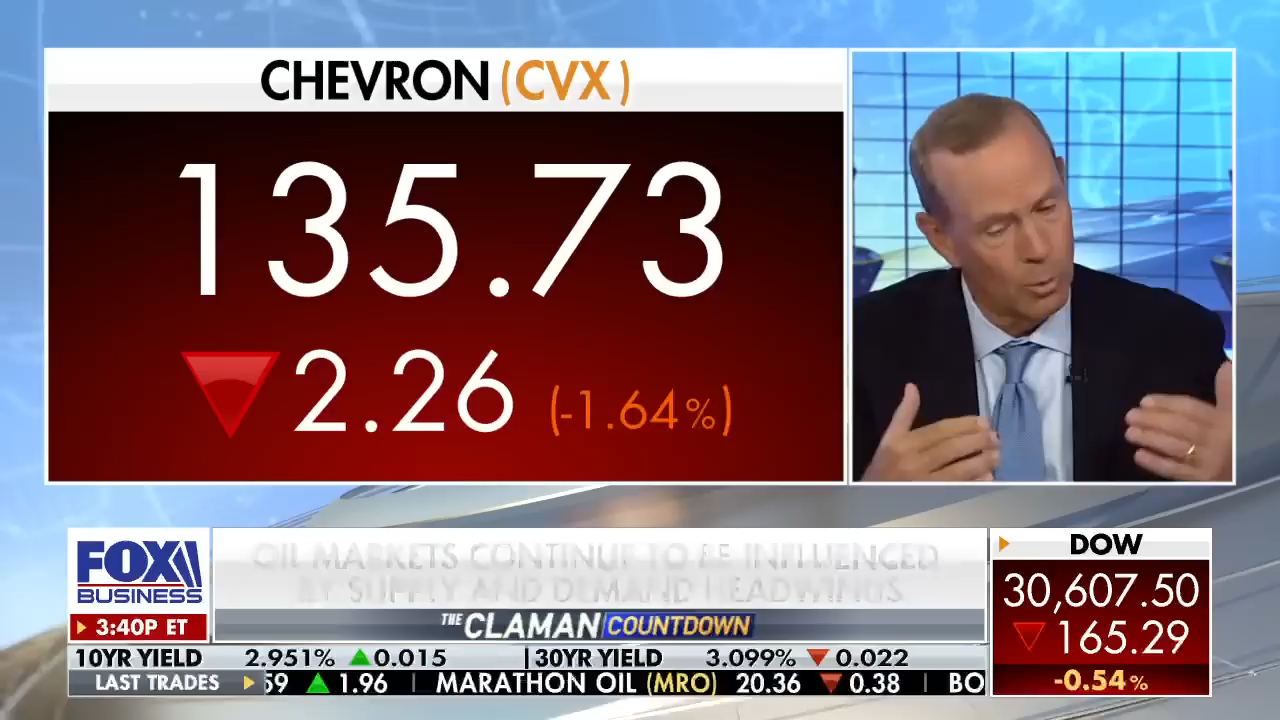 CHEVRON (CVX)
135.73
▼ 2.26 (-1.64%)
FOX
BUSINESS
3:40P ET
OIL MARKETS CONTINUE TO BE INFLUENCED
BY SUPPLY AND DEMAND HEADWINDS
THE CLAMAN COUNTDOWN
DOW
30,607.50
▼ 165.29
-0.54%
10YR YIELD 2.951% ▲ 0.015 | 30YR YIELD 3.099% ▼ 0.022
LAST TRADES 59 ▲ 1.96 | MARATHON OIL (MRO) 20.36 ▼ 0.38 | BO